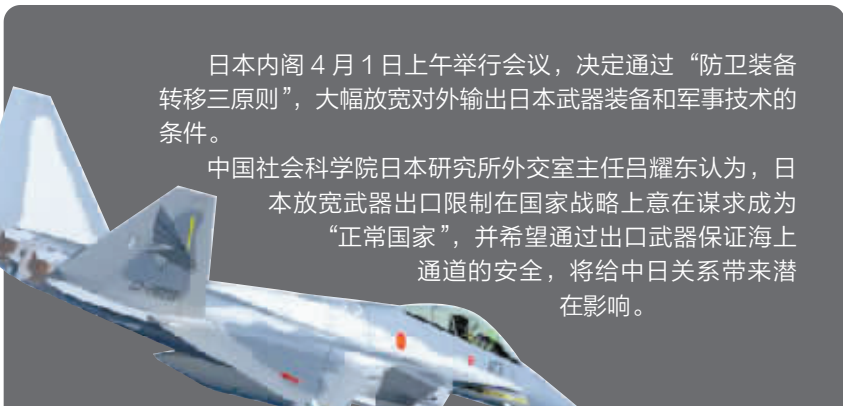 日本内阁 4 月 1 日上午举行会议，决定通过“防卫装备
转移三原则”，大幅放宽对外输出日本武器装备和军事技术的
条件。
中国社会科学院日本研究所外交室主任吕耀东认为，日
本放宽武器出口限制在国家战略上意在谋求成为
“正常国家”，并希望通过出口武器保证海上
通道的安全，将给中日关系带来潜
在影响。